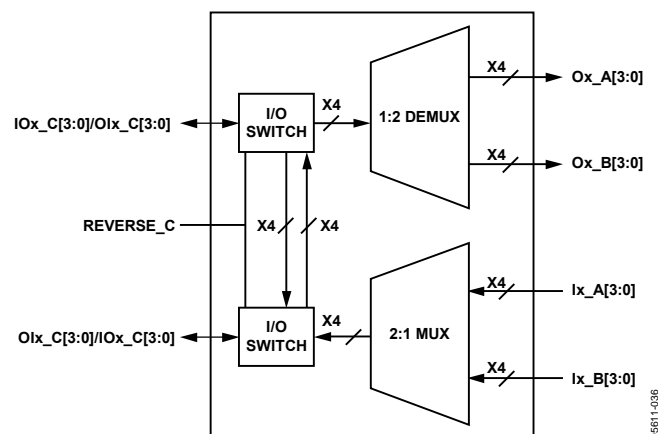 X4
Ox_A[3:0]
IOx_C[3:0]/OIx_C[3:0]
I/O
SWITCH
X4
1:2 DEMUX
X4
Ox_B[3:0]
REVERSE_C
X4
X4
X4
Ix_A[3:0]
OIx_C[3:0]/IOx_C[3:0]
I/O
SWITCH
X4
2:1 MUX
X4
Ix_B[3:0]
5611-036